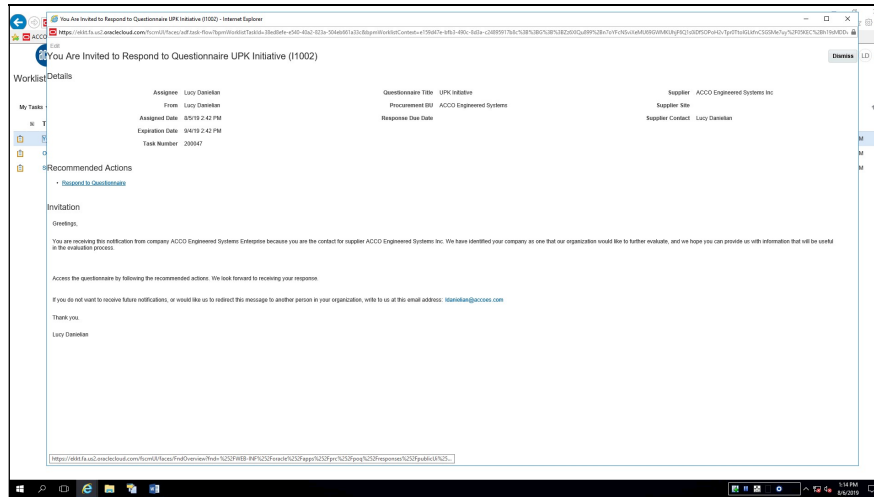 You Are Invited to Respond to Questionnaire UPK Initiative (I1002) - Internet Explorer
Edit
You Are Invited to Respond to Questionnaire UPK Initiative (I1002)
Dismiss
LD
Worklist
Details
Assignee Lucy Danielian
Questionnaire Title UPK Initiative
Supplier ACCO Engineered Systems Inc
My Tasks
From Lucy Danielian
Procurement BU ACCO Engineered Systems
Supplier Site
Assigned Date 8/5/19 2:42 PM
Response Due Date
Supplier Contact Lucy Danielian
Expiration Date 9/4/19 2:42 PM
Task Number 200047
Recommended Actions
Respond to Questionnaire
Invitation
Greetings,
You are receiving this notification from company ACCO Engineered Systems Enterprise because you are the contact for supplier ACCO Engineered Systems Inc. We have identified your company as one that our organization would like to further evaluate, and we hope you can provide us with information that will be useful
in the evaluation process.
Access the questionnaire by following the recommended actions. We look forward to receiving your response.
If you do not want to receive future notifications, or would like us to redirect this message to another person in your organization, write to us at this email address: ldanielian@accoes.com
Thank you.
Lucy Danielian
5:14 PM
8/6/2019